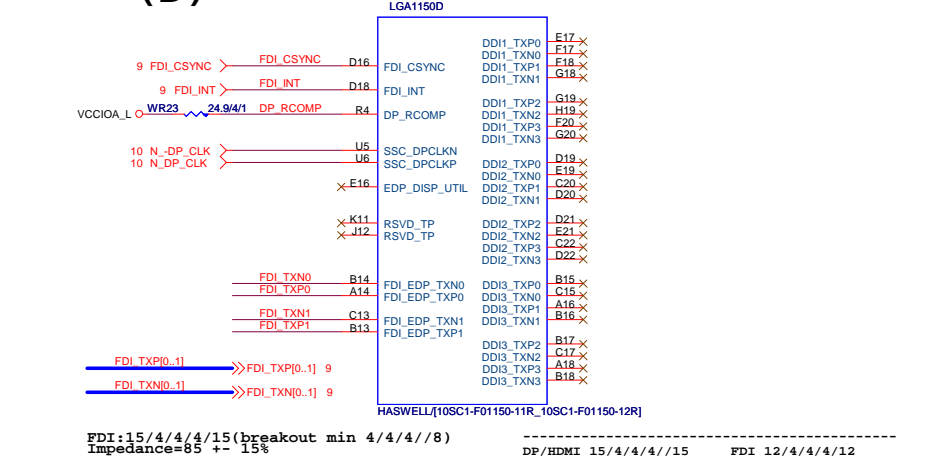 (D)
LGA1150D
9 FDI_CSYNC FDI_CSYNC D16 FDI_CSYNC
9 FDI_INT FDI_INT D18 FDI_INT
VCCIOA_L WR23 24.9/4/1 DP_RCOMP R4 DP_RCOMP
10 N_-DP_CLK U5 SSC_DPCLKN
10 N_DP_CLK U6 SSC_DPCLKP
E16 EDP_DISP_UTIL
K11 RSVD_TP
J12 RSVD_TP
FDI_TXN0 B14 FDI_EDP_TXN0
FDI_TXP0 A14 FDI_EDP_TXP0
FDI_TXN1 C13 FDI_EDP_TXN1
FDI_TXP1 B13 FDI_EDP_TXP1
DDI1_TXP0 E17
DDI1_TXN0 F17
DDI1_TXP1 F18
DDI1_TXN1 G18
DDI1_TXP2 G19
DDI1_TXN2 H19
DDI1_TXP3 F20
DDI1_TXN3 G20
DDI2_TXP0 D19
DDI2_TXN0 E19
DDI2_TXP1 C20
DDI2_TXN1 D20
DDI2_TXP2 D21
DDI2_TXN2 E21
DDI2_TXP3 C22
DDI2_TXN3 D22
DDI3_TXP0 B15
DDI3_TXN0 C15
DDI3_TXP1 A16
DDI3_TXN1 B16
DDI3_TXP2 B17
DDI3_TXN2 C17
DDI3_TXP3 A18
DDI3_TXN3 B18
FDI_TXP[0..1] FDI_TXP[0..1] 9
FDI_TXN[0..1] FDI_TXN[0..1] 9
HASWELL/[10SC1-F01150-11R_10SC1-F01150-12R]
FDI:15/4/4/4/15(breakout min 4/4/4//8)
Impedance=85 +- 15%
DP/HDMI 15/4/4/4//15 FDI 12/4/4/4/12